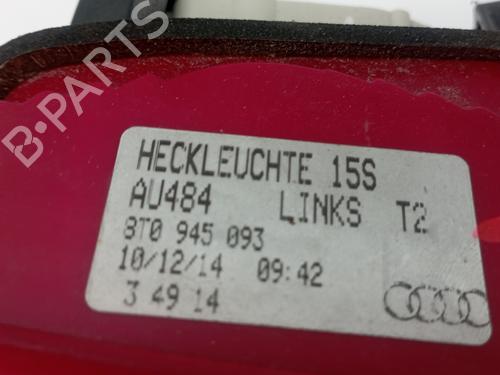 B-PARTS
HECKLEUCHTE 15S
AU484 LINKS T2
8T0 945 093
10/12/14 09:42
3 49 14